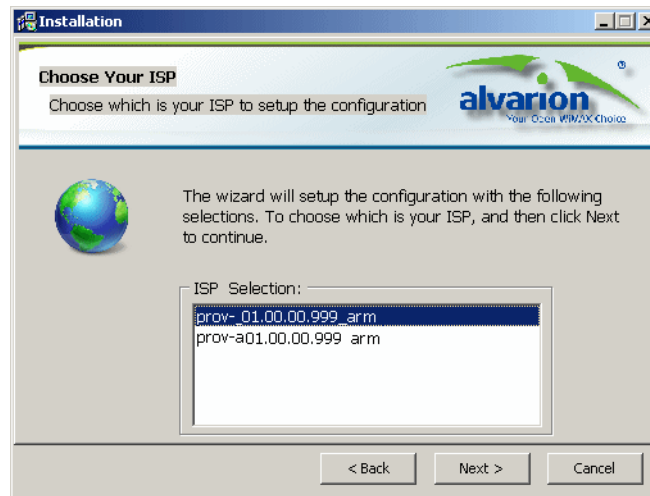 Installation
Choose Your ISP
Choose which is your ISP to setup the configuration
alvarion
®
Your Open WiMAX Choice
The wizard will setup the configuration with the following
selections. To choose which is your ISP, and then click Next
to continue.
ISP Selection:
prov-_01.00.00.999_arm
prov-a01.00.00.999 arm
< Back
Next >
Cancel